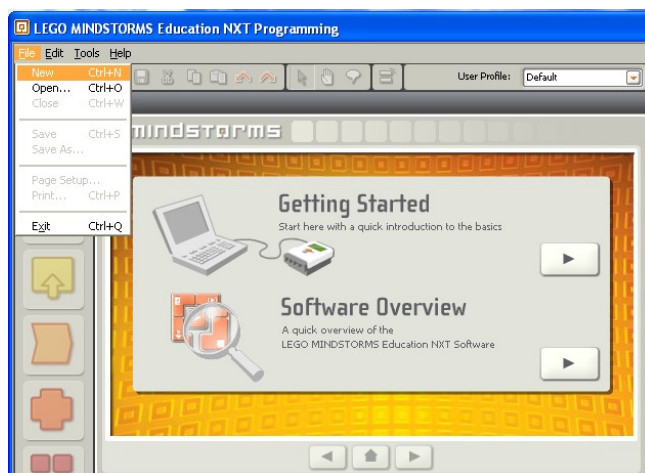 LEGO MINDSTORMS Education NXT Programming
File Edit Tools Help
New Ctrl+N
Open... Ctrl+O
Close Ctrl+W
Save Ctrl+S
Save As...
Page Setup...
Print... Ctrl+P
Exit Ctrl+Q
User Profile: Default
mindstorms
Getting Started
Start here with a quick introduction to the basics
Software Overview
A quick overview of the
LEGO MINDSTORMS Education NXT Software